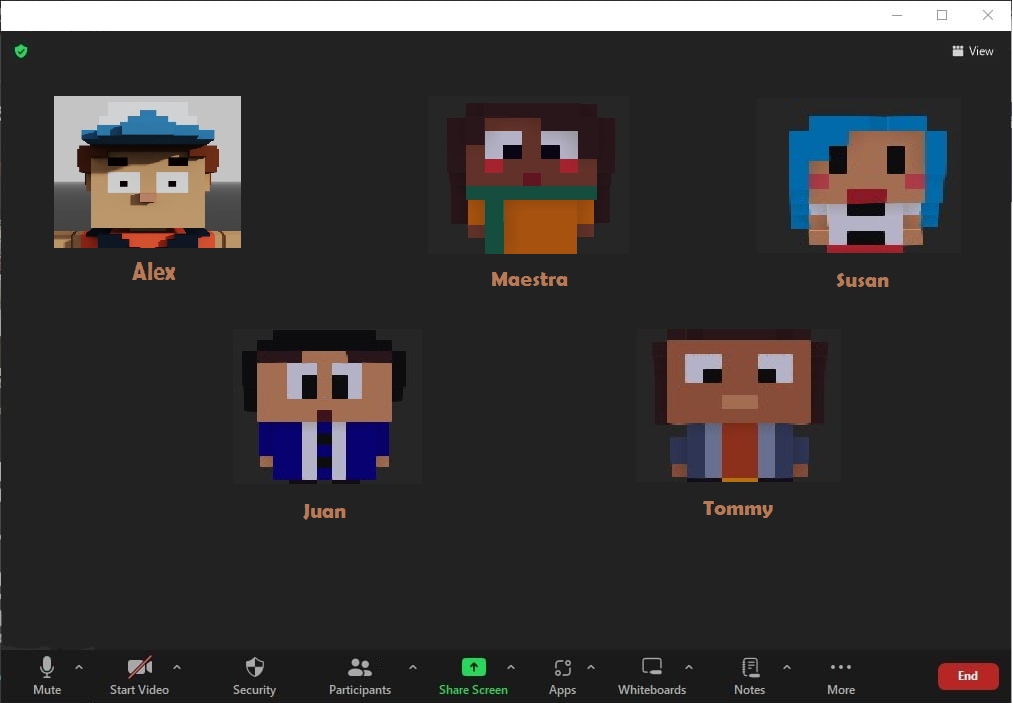 View
Alex
Maestra
Susan
Juan
Tommy
Mute
Start Video
Security
Participants
Share Screen
Apps
Whiteboards
Notes
More
End